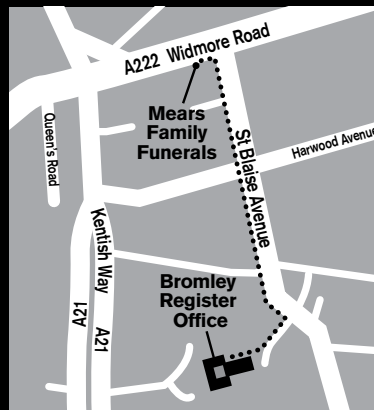 A222 Widmore Road
Mears
Family
Funerals
Queen's Road
St Blaise Avenue
Harwood Avenue
Kentish Way
Bromley
Register
Office
A21
A21